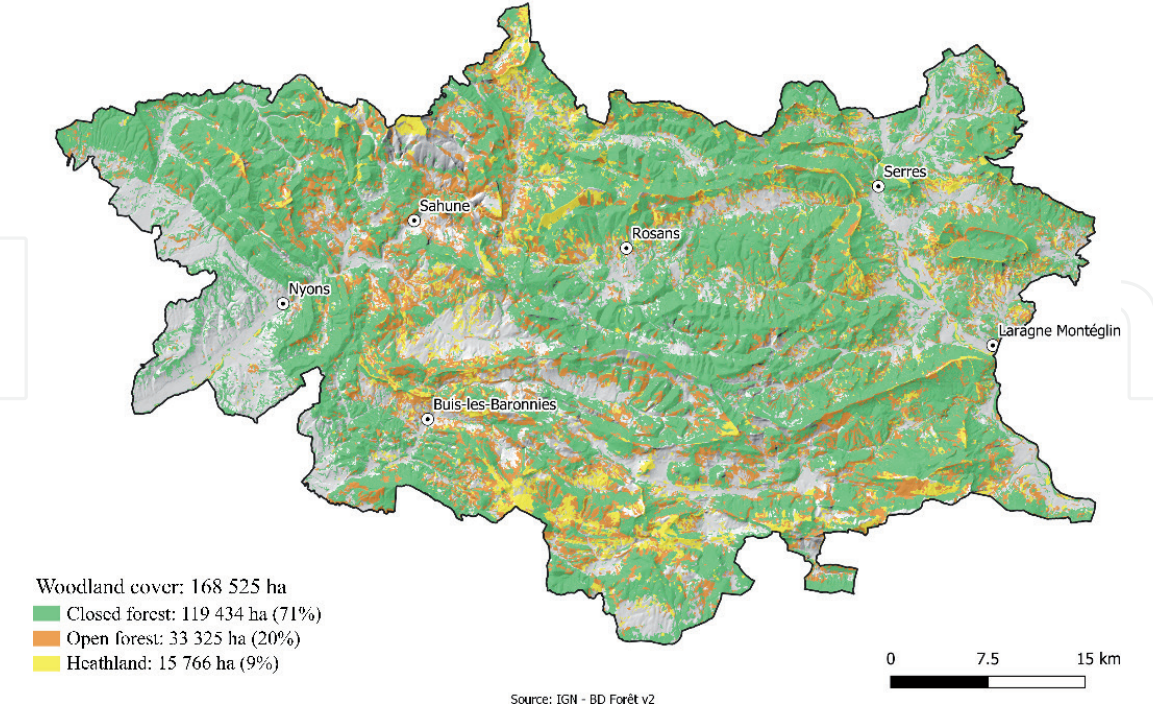 Serres
Sahune
Rosans
Nyons
Laragne Montéglin
Buis-les-Baronnies
Woodland cover: 168 525 ha
Closed forest: 119 434 ha (71%)
Open forest: 33 325 ha (20%)
Heathland: 15 766 ha (9%)
0 7.5 15 km
Source: IGN - BD Forêt v2